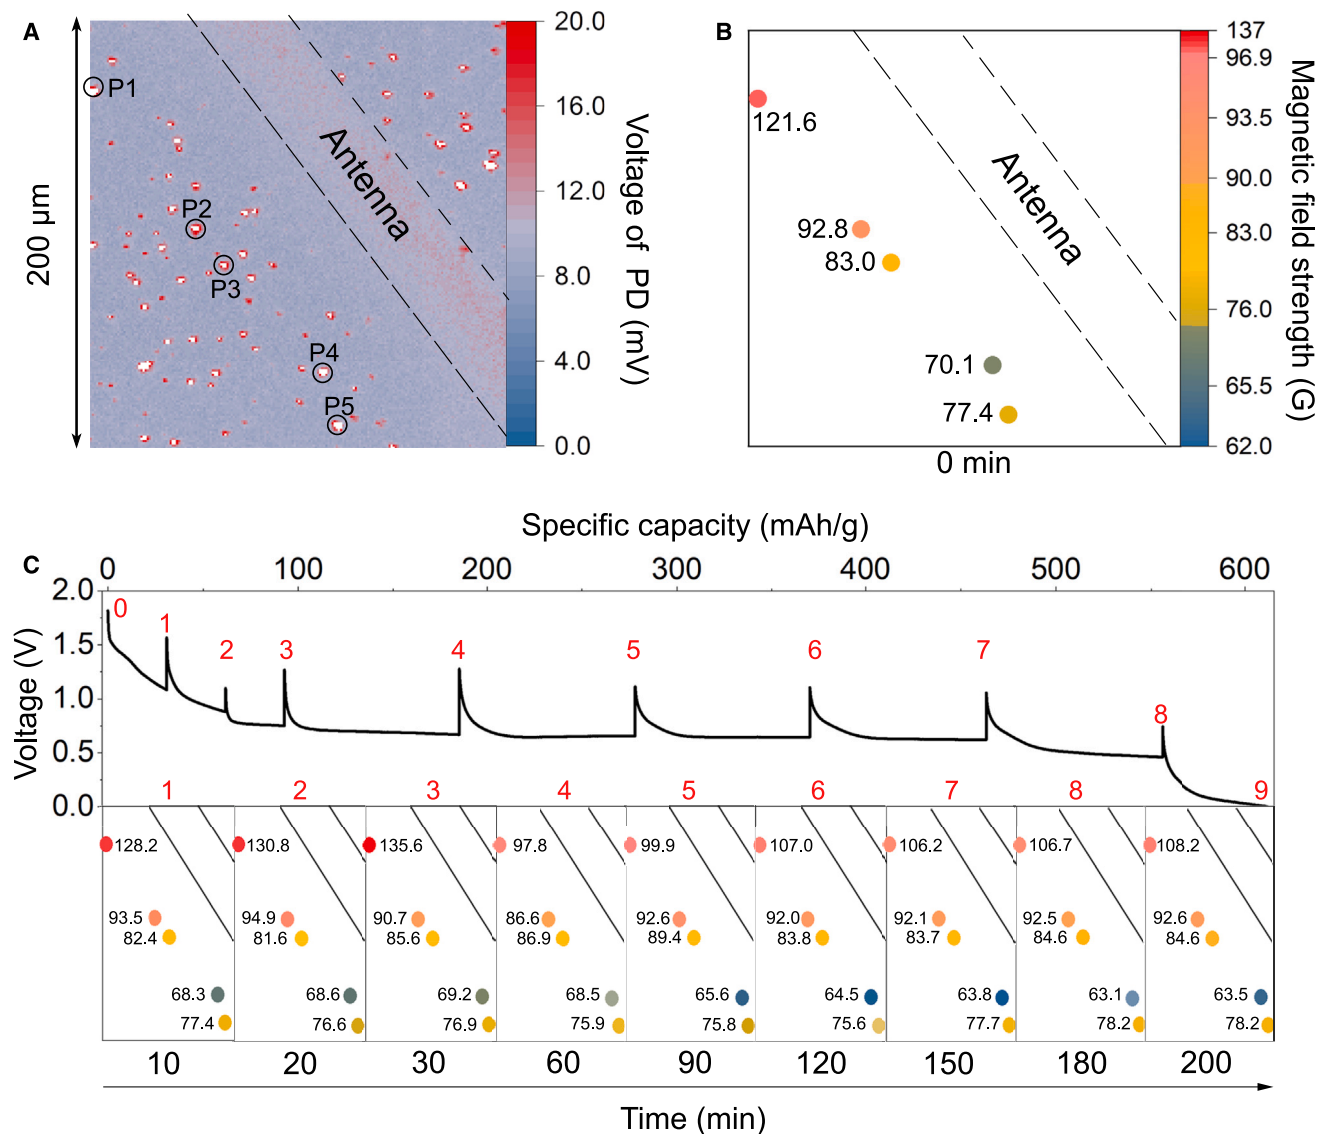 A
200 μm
P1
P2
P3
P4
P5
Antenna
20.0
16.0
12.0
8.0
4.0
0.0
Voltage of PD (mV)
B
121.6
92.8
83.0
70.1
77.4
Antenna
0 min
137
96.9
93.5
90.0
83.0
76.0
65.5
62.0
Magnetic field strength (G)
Specific capacity (mAh/g)
C
0 100 200 300 400 500 600
2.0
1.5
1.0
0.5
0.0
Voltage (V)
0 1 2 3 4 5 6 7 8
1 2 3 4 5 6 7 8 9
128.2 130.8 135.6 97.8 99.9 107.0 106.2 106.7 108.2
93.5 94.9 90.7 86.6 92.6 92.0 92.1 92.5 92.6
82.4 81.6 85.6 86.9 89.4 83.8 83.7 84.6 84.6
68.3 68.6 69.2 68.5 65.6 64.5 63.8 63.1 63.5
77.4 76.6 76.9 75.9 75.8 75.6 77.7 78.2 78.2
10 20 30 60 90 120 150 180 200
Time (min)